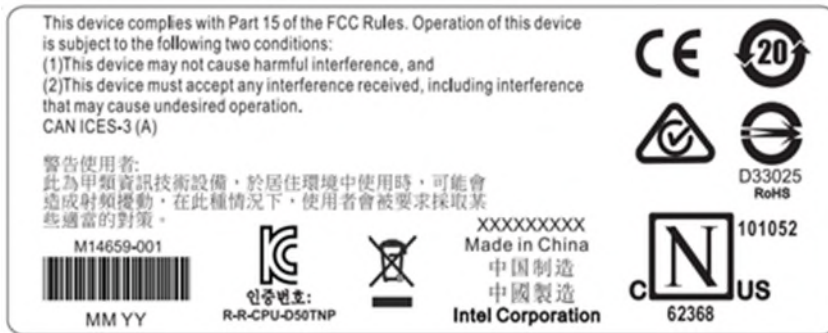 This device complies with Part 15 of the FCC Rules. Operation of this device
is subject to the following two conditions:
(1)This device may not cause harmful interference, and
(2)This device must accept any interference received, including interference
that may cause undesired operation.
CAN ICES-3 (A)
CE
20
D33025
RoHS
警告使用者:
此為甲類資訊技術設備，於居住環境中使用時，可能會
造成射頻擾動，在此種情況下，使用者會被要求採取某
些適當的對策。
M14659-001
MM YY
인증번호:
R-R-CPU-D50TNP
XXXXXXXXX
Made in China
中国制造
中國製造
Intel Corporation
N
101052
C US
62368